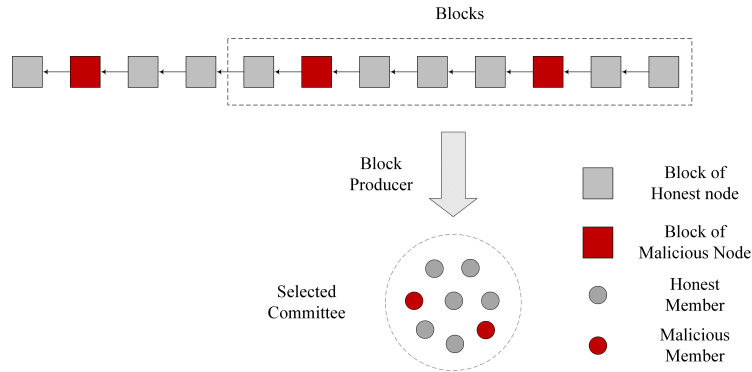 Blocks
Block
Producer
Selected
Committee
Block of
Honest node
Block of
Malicious Node
Honest
Member
Malicious
Member